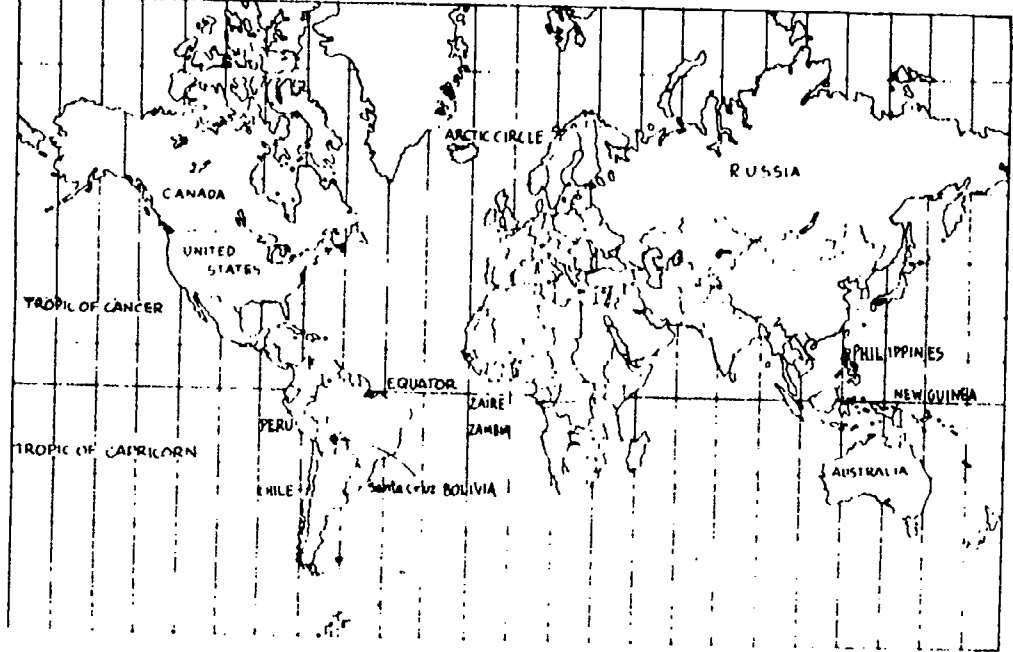 ARCTIC CIRCLE
RUSSIA
CANADA
UNITED
STATES
TROPIC OF CANCER
PHILIPPINES
EQUATOR
NEW GUINEA
ZAIRE
PERU
ZAMBIA
TROPIC OF CAPRICORN
AUSTRALIA
CHILE
Santa cruz BOLIVIA